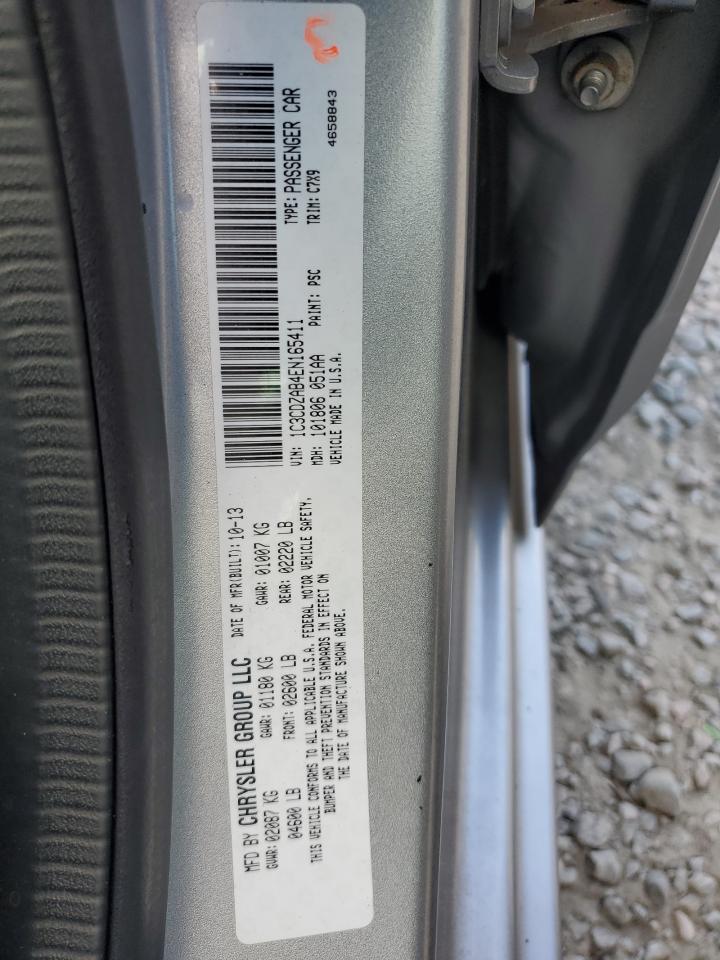 MFD BY CHRYSLER GROUP LLC DATE OF MFR(BUILT): 10-13
GVWR: 02087 KG GAWR: 01180 KG GAWR: 01007 KG
04600 LB FRONT: 02600 LB REAR: 02220 LB
THIS VEHICLE CONFORMS TO ALL APPLICABLE U.S.A. FEDERAL MOTOR VEHICLE SAFETY,
BUMPER AND THEFT PREVENTION STANDARDS IN EFFECT ON
THE DATE OF MANUFACTURE SHOWN ABOVE.
VIN: 1C3CDZAB4EN165411 TYPE: PASSENGER CAR
MDH: 101806 051AA PAINT: PSC TRIM: C7X9
VEHICLE MADE IN U.S.A. 4658843